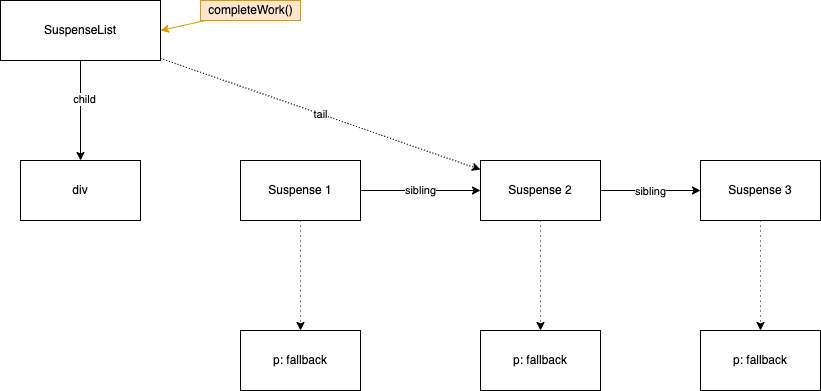 completeWork()
SuspenseList
child
tail
div
Suspense 1
sibling
Suspense 2
sibling
Suspense 3
p: fallback
p: fallback
p: fallback